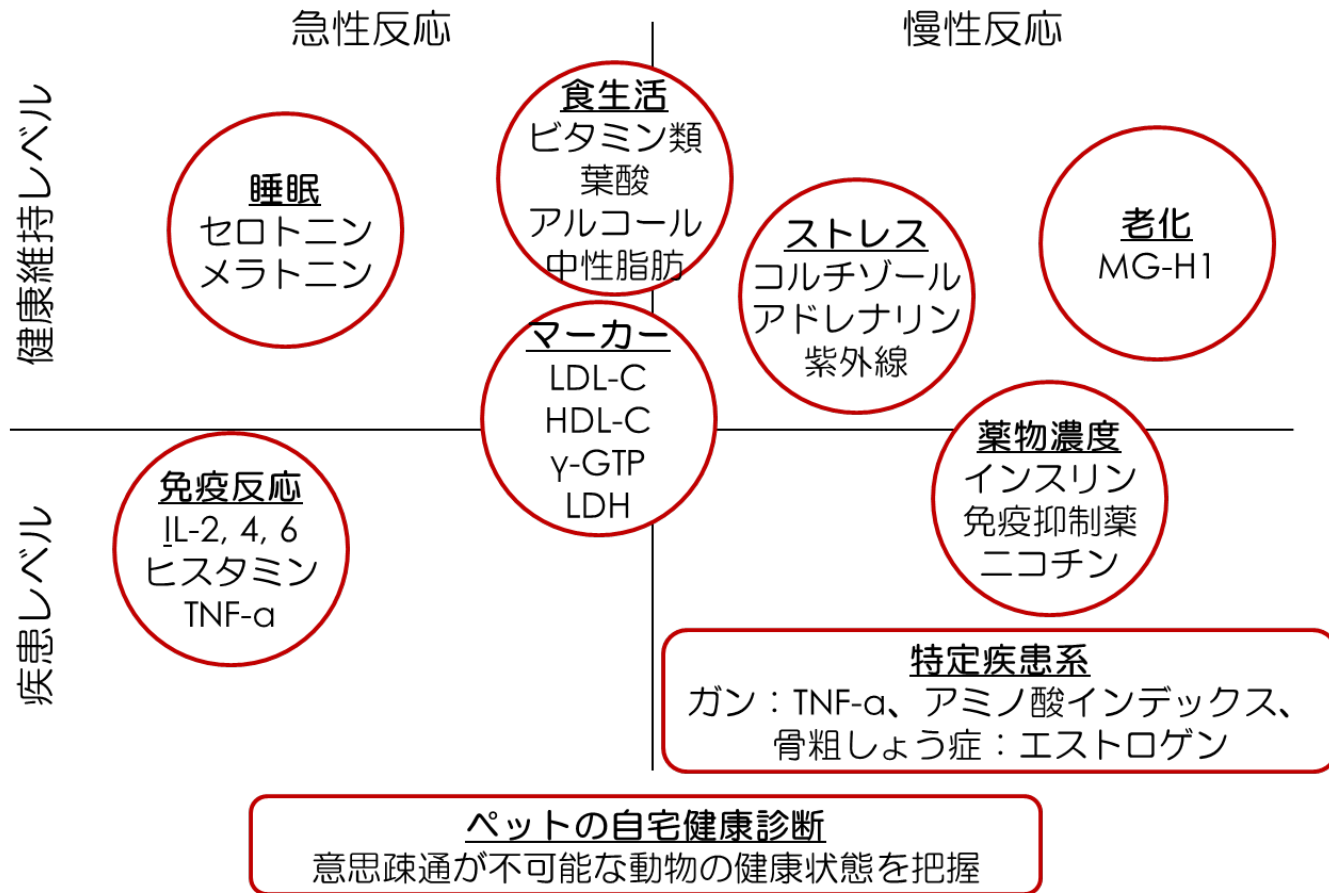 急性反応
慢性反応
健康維持レベル
疾患レベル
睡眠
セロトニン
メラトニン
食生活
ビタミン類
葉酸
アルコール
中性脂肪
マーカー
LDL-C
HDL-C
γ-GTP
LDH
ストレス
コルチゾール
アドレナリン
紫外線
老化
MG-H1
免疫反応
IL-2, 4, 6
ヒスタミン
TNF-α
薬物濃度
インスリン
免疫抑制薬
ニコチン
特定疾患系
ガン：TNF-α、アミノ酸インデックス、
骨粗しょう症：エストロゲン
ペットの自宅健康診断
意思疎通が不可能な動物の健康状態を把握